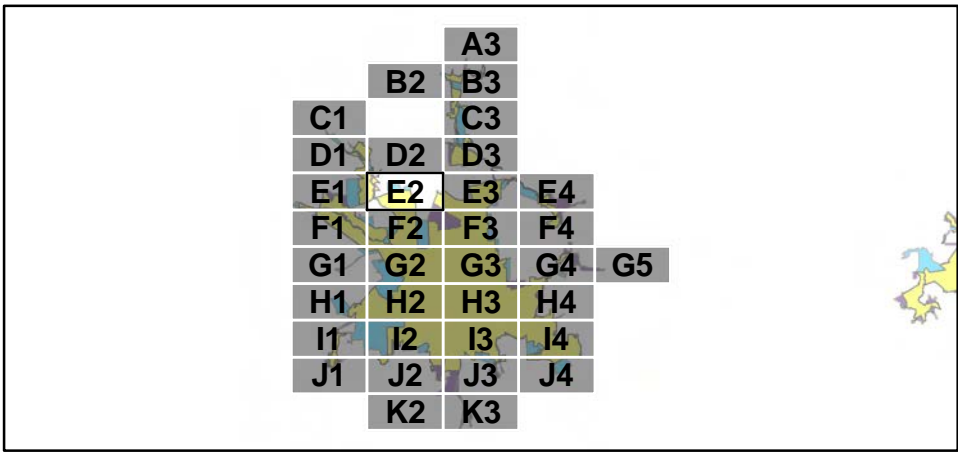 A3
B2 B3
C1 C3
D1 D2 D3
E1 E2 E3 E4
F1 F2 F3 F4
G1 G2 G3 G4 G5
H1 H2 H3 H4
I1 I2 I3 I4
J1 J2 J3 J4
K2 K3